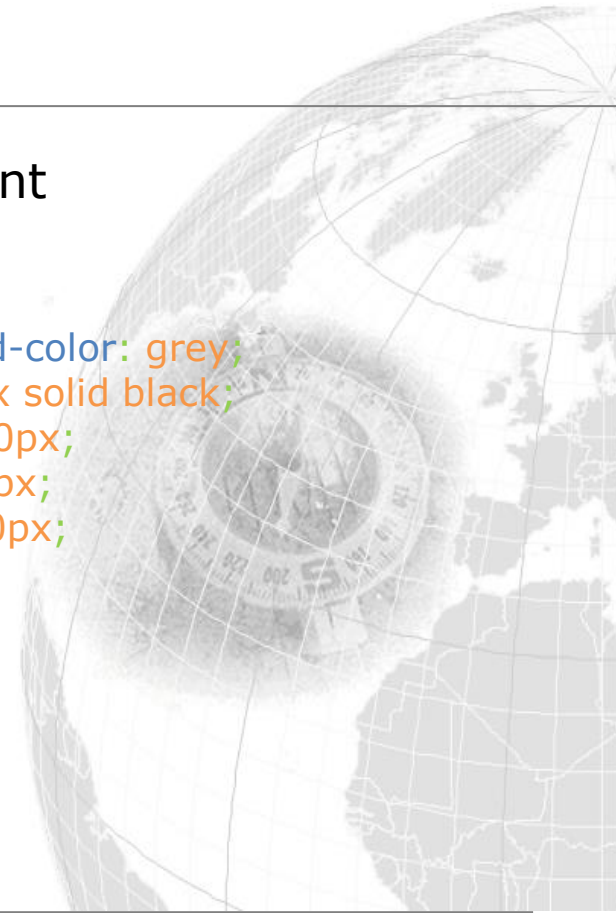 nt
d-color: grey;
x solid black;
0px;
px;
0px;